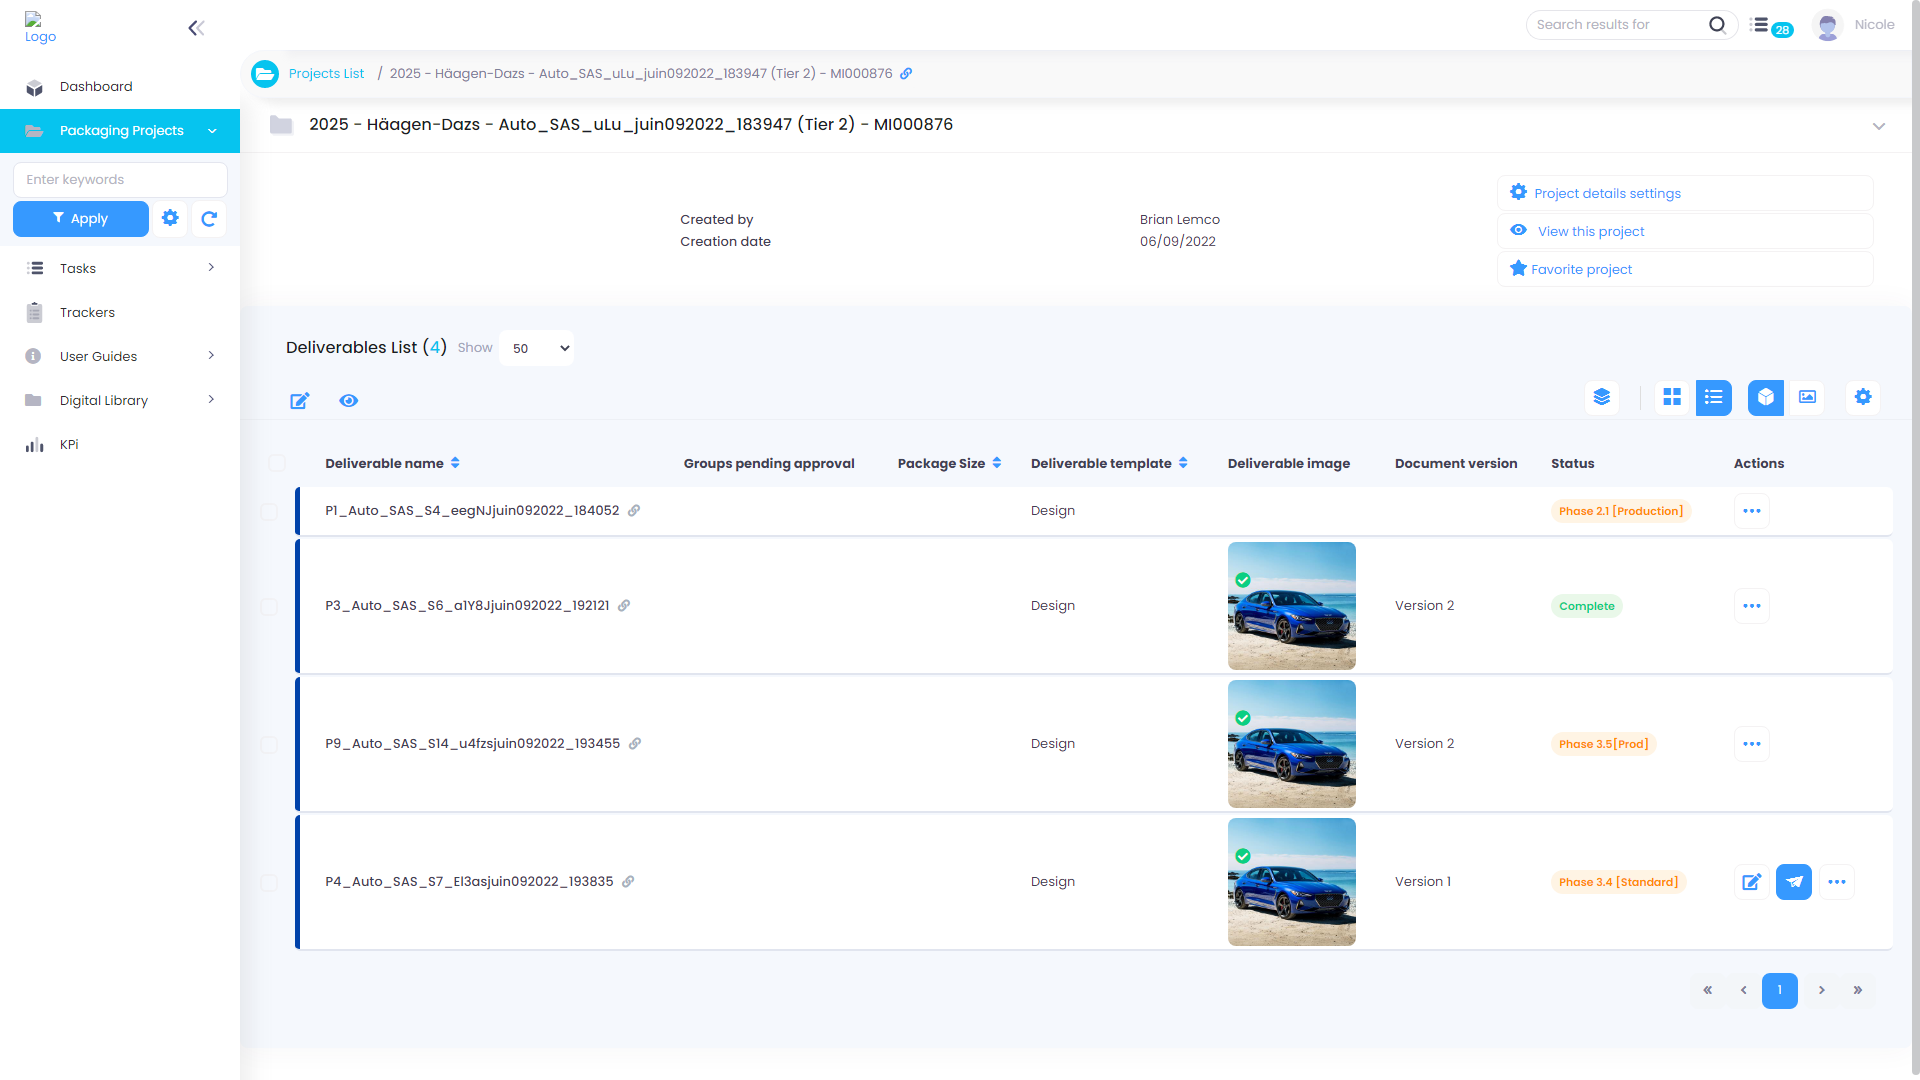 Logo
Search results for
28
Nicole
Dashboard
Packaging Projects
Enter keywords
Apply
Tasks
Trackers
User Guides
Digital Library
KPi
Projects List / 2025 - Häagen-Dazs - Auto_SAS_uLu_juin092022_183947 (Tier 2) - MI000876
2025 - Häagen-Dazs - Auto_SAS_uLu_juin092022_183947 (Tier 2) - MI000876
Created by Brian Lemco
Creation date 06/09/2022
Project details settings
View this project
Favorite project
Deliverables List (4) Show 50
Deliverable name Groups pending approval Package Size Deliverable template Deliverable image Document version Status Actions
P1_Auto_SAS_S4_eegNJjuin092022_184052 Design Phase 2.1 [Production]
P3_Auto_SAS_S6_a1Y8Jjuin092022_192121 Design Version 2 Complete
P9_Auto_SAS_S14_u4fzsjuin092022_193455 Design Version 2 Phase 3.5[Prod]
P4_Auto_SAS_S7_El3asjuin092022_193835 Design Version 1 Phase 3.4 [Standard]
« ‹ 1 › »